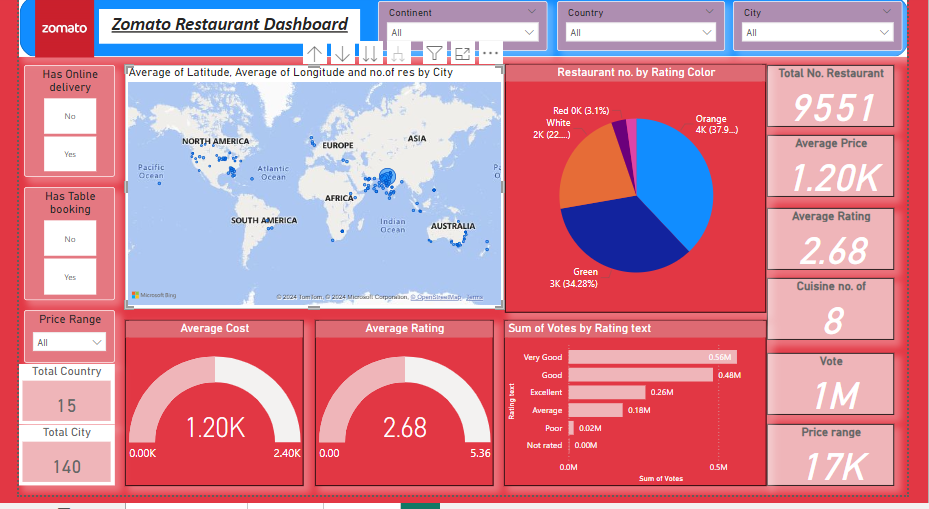 zomato
Zomato Restaurant Dashboard
Continent
All
Country
All
City
All
Has Online
delivery
No
Yes
Has Table
booking
No
Yes
Price Range
All
Total Country
15
Total City
140
Average of Latitude, Average of Longitude and no.of res by City
NORTH AMERICA
EUROPE
ASIA
Pacific
Ocean
Atlantic
Ocean
AFRICA
SOUTH AMERICA
Indian
Ocean
AUSTRALIA
Microsoft Bing
© 2024 TomTom, © 2024 Microsoft Corporation, © OpenStreetMap Terms
Restaurant no. by Rating Color
Red 0K (3.1%)
White
2K (22....)
Orange
4K (37.9...)
Green
3K (34.28%)
Average Cost
1.20K
0.00K
2.40K
Average Rating
2.68
0.00
5.36
Sum of Votes by Rating text
Rating text
Very Good
0.56M
Good
0.48M
Excellent
0.26M
Average
0.18M
Poor
0.02M
Not rated
0.00M
0.0M
0.5M
Sum of Votes
Total No. Restaurant
9551
Average Price
1.20K
Average Rating
2.68
Cuisine no. of
8
Vote
1M
Price range
17K